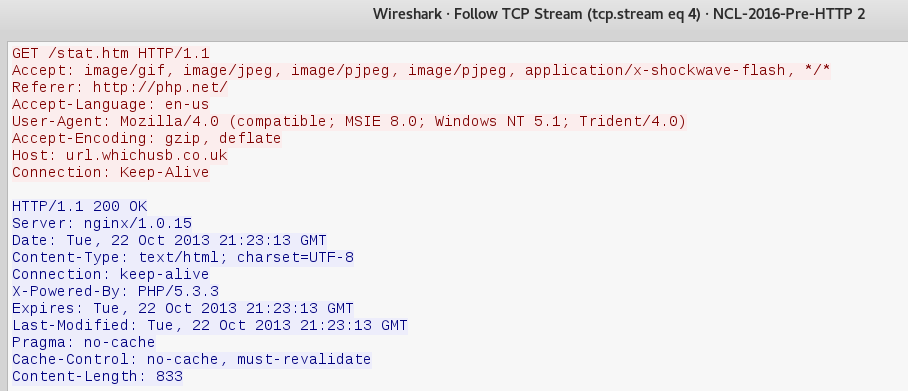 Wireshark · Follow TCP Stream (tcp.stream eq 4) · NCL-2016-Pre-HTTP 2
GET /stat.htm HTTP/1.1
Accept: image/gif, image/jpeg, image/pjpeg, image/pjpeg, application/x-shockwave-flash, */*
Referer: http://php.net/
Accept-Language: en-us
User-Agent: Mozilla/4.0 (compatible; MSIE 8.0; Windows NT 5.1; Trident/4.0)
Accept-Encoding: gzip, deflate
Host: url.whichusb.co.uk
Connection: Keep-Alive
HTTP/1.1 200 OK
Server: nginx/1.0.15
Date: Tue, 22 Oct 2013 21:23:13 GMT
Content-Type: text/html; charset=UTF-8
Connection: keep-alive
X-Powered-By: PHP/5.3.3
Expires: Tue, 22 Oct 2013 21:23:13 GMT
Last-Modified: Tue, 22 Oct 2013 21:23:13 GMT
Pragma: no-cache
Cache-Control: no-cache, must-revalidate
Content-Length: 833